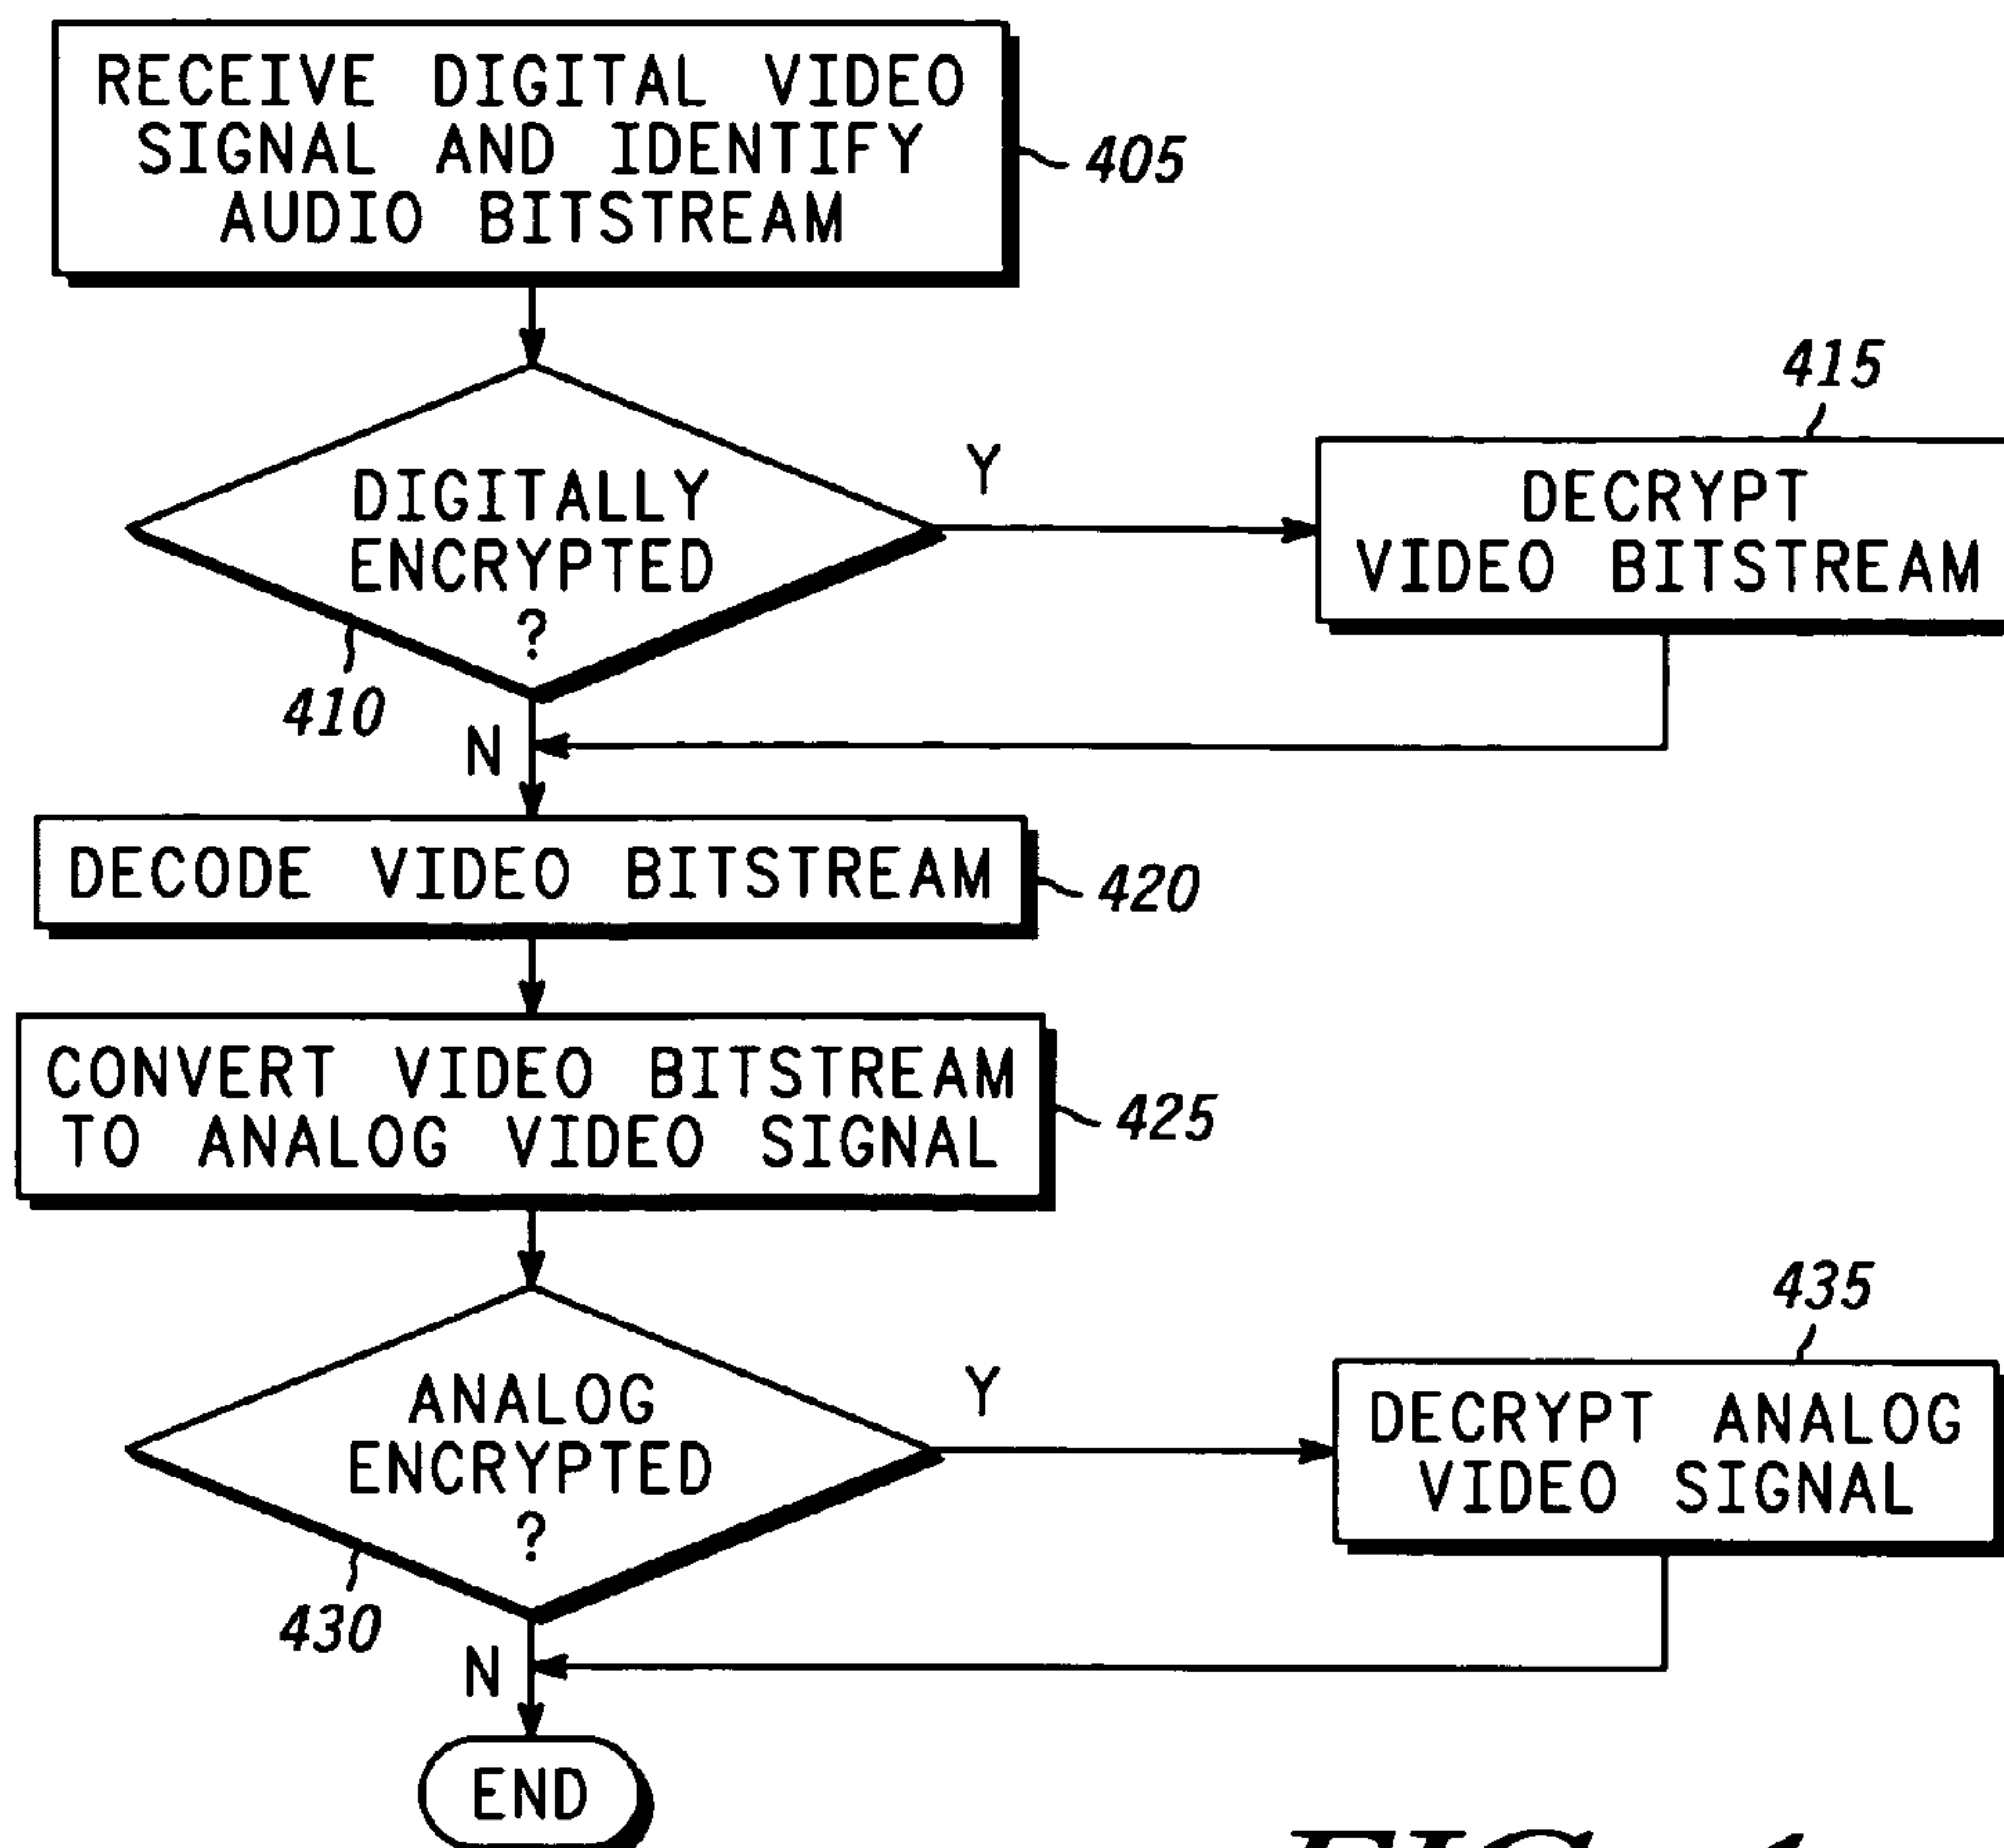 RECEIVE DIGITAL VIDEO
SIGNAL AND IDENTIFY
AUDIO BITSTREAM
405
DIGITALLY
ENCRYPTED
?
410
Y
415
DECRYPT
VIDEO BITSTREAM
N
DECODE VIDEO BITSTREAM
420
CONVERT VIDEO BITSTREAM
TO ANALOG VIDEO SIGNAL
425
ANALOG
ENCRYPTED
?
430
Y
435
DECRYPT ANALOG
VIDEO SIGNAL
N
END